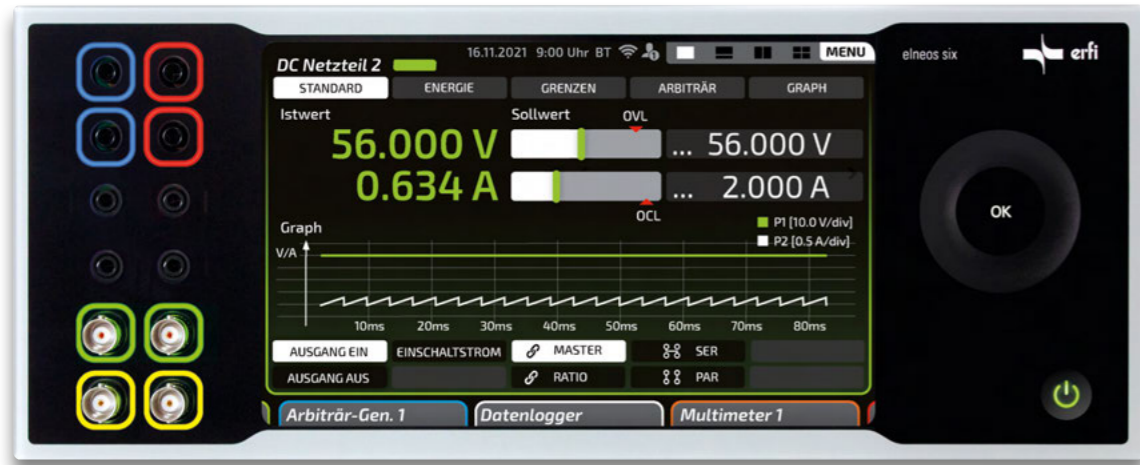 16.11.2021 9:00 Uhr BT MENU
elneos six
erfi
DC Netzteil 2
STANDARD ENERGIE GRENZEN ARBITRÄR GRAPH
Istwert Sollwert OVL
56.000 V ... 56.000 V
0.634 A ... 2.000 A
OCL
Graph
P1 [10.0 V/div]
P2 [0.5 A/div]
V/A
10ms 20ms 30ms 40ms 50ms 60ms 70ms 80ms
AUSGANG EIN EINSCHALTSTROM MASTER SER
AUSGANG AUS RATIO PAR
Arbiträr-Gen. 1 Datenlogger Multimeter 1
OK